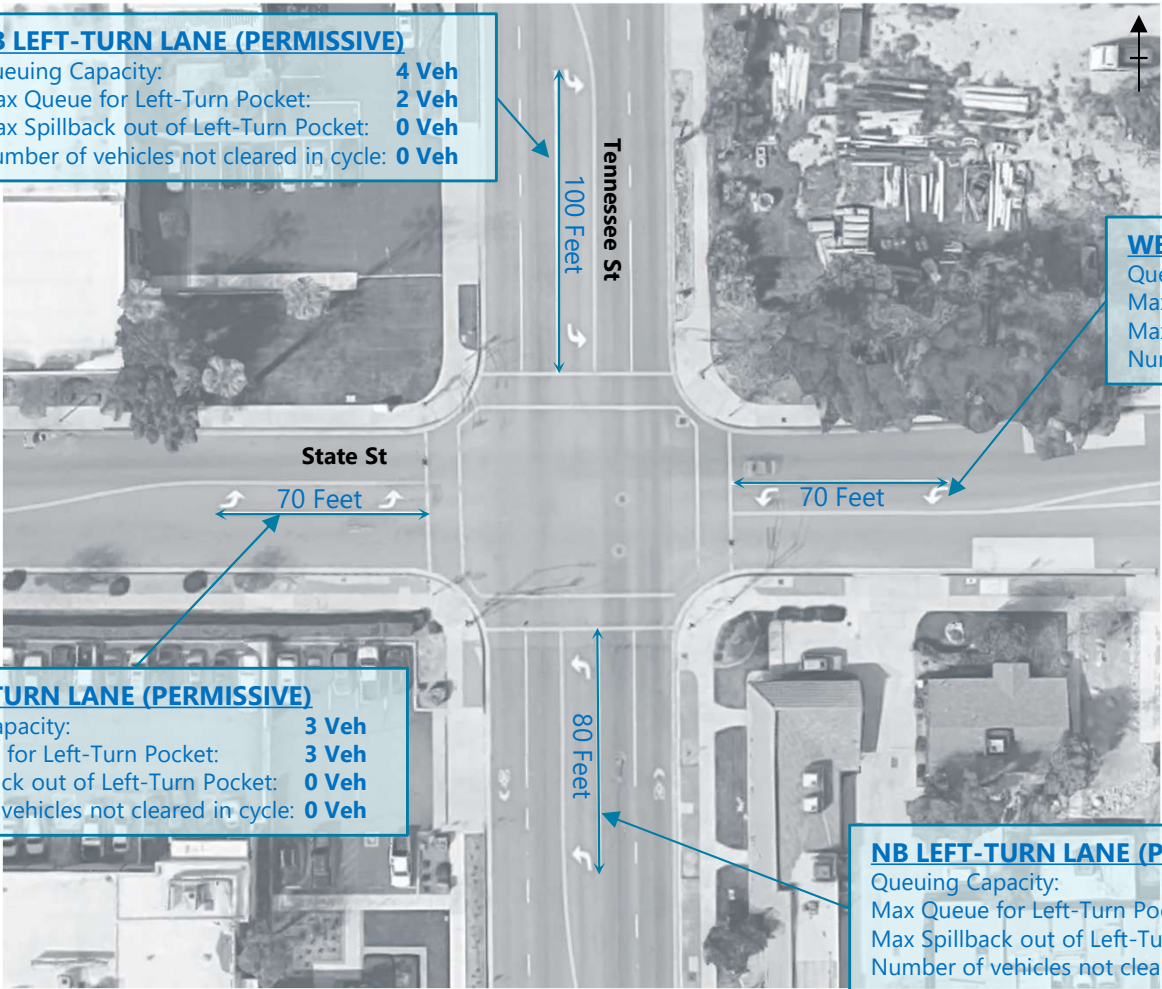 B LEFT-TURN LANE (PERMISSIVE)
ueuing Capacity: 4 Veh
ax Queue for Left-Turn Pocket: 2 Veh
ax Spillback out of Left-Turn Pocket: 0 Veh
umber of vehicles not cleared in cycle: 0 Veh
Tennessee St
100 Feet
WE
Que
Max
Max
Num
State St
70 Feet
70 Feet
80 Feet
TURN LANE (PERMISSIVE)
apacity: 3 Veh
for Left-Turn Pocket: 3 Veh
ck out of Left-Turn Pocket: 0 Veh
vehicles not cleared in cycle: 0 Veh
NB LEFT-TURN LANE (P
Queuing Capacity:
Max Queue for Left-Turn Poc
Max Spillback out of Left-Tu
Number of vehicles not clea